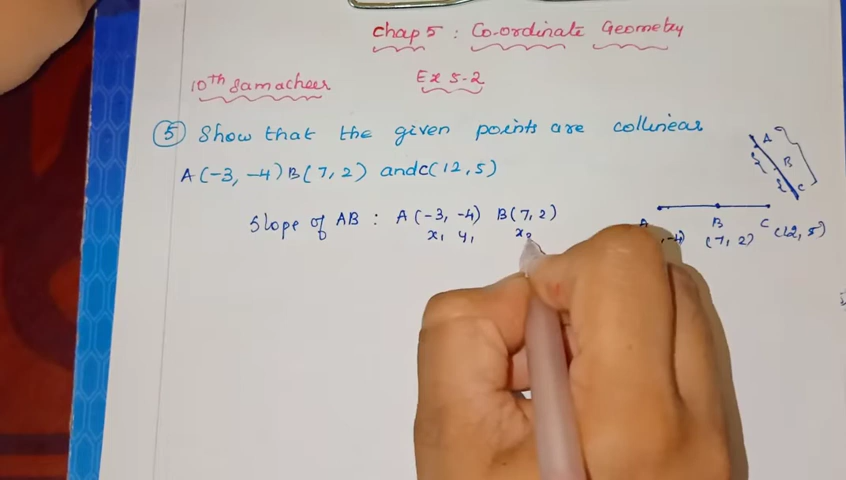 Chap 5 : Co-ordinate Geometry
10th Samacheer Ex 5-2
⑤ Show that the given points are collinear
A(-3, -4) B(7, 2) and C(12, 5)
A
B
C
Slope of AB : A(-3, -4) B(7, 2)
x₁ y₁ x₂
A B C
, -4) (7, 2) (12, 5)